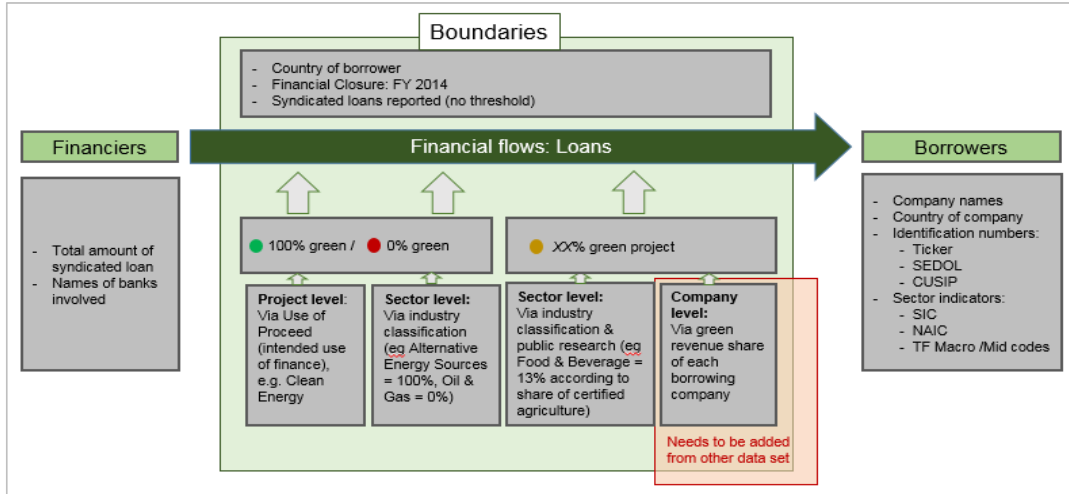 Boundaries
- Country of borrower
- Financial Closure: FY 2014
- Syndicated loans reported (no threshold)
Financiers
Financial flows: Loans
Borrowers
- Total amount of
syndicated loan
- Names of banks
involved
100% green /
0% green
XX% green project
Project level:
Via Use of
Proceed
(intended use
of finance),
e.g. Clean
Energy
Sector level:
Via industry
classification
(eg Alternative
Energy Sources
= 100%, Oil &
Gas = 0%)
Sector level:
Via industry
classification &
public research (eg
Food & Beverage =
13% according to
share of certified
agriculture)
Company
level:
Via green
revenue share
of each
borrowing
company
Needs to be added
from other data set
- Company names
- Country of company
- Identification numbers:
- Ticker
- SEDOL
- CUSIP
- Sector indicators:
- SIC
- NAIC
- TF Macro /Mid codes